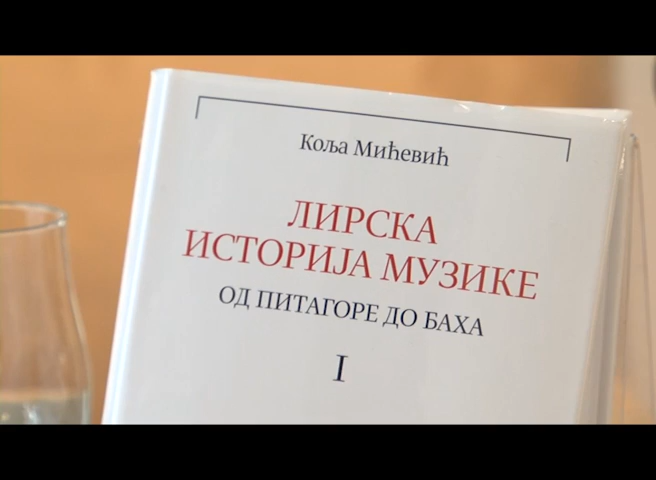 Коља Мићевић
ЛИРСКА
ИСТОРИЈА МУЗИКЕ
ОД ПИТАГОРЕ ДО БАХА
I